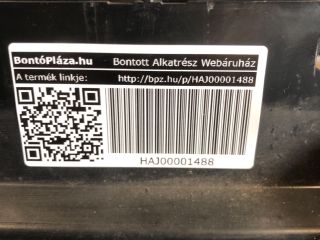 BontóPláza.hu Bontott Alkatrész Webáruház
A termék linkje: http://bpz.hu/p/HAJ00001488
HAJ00001488